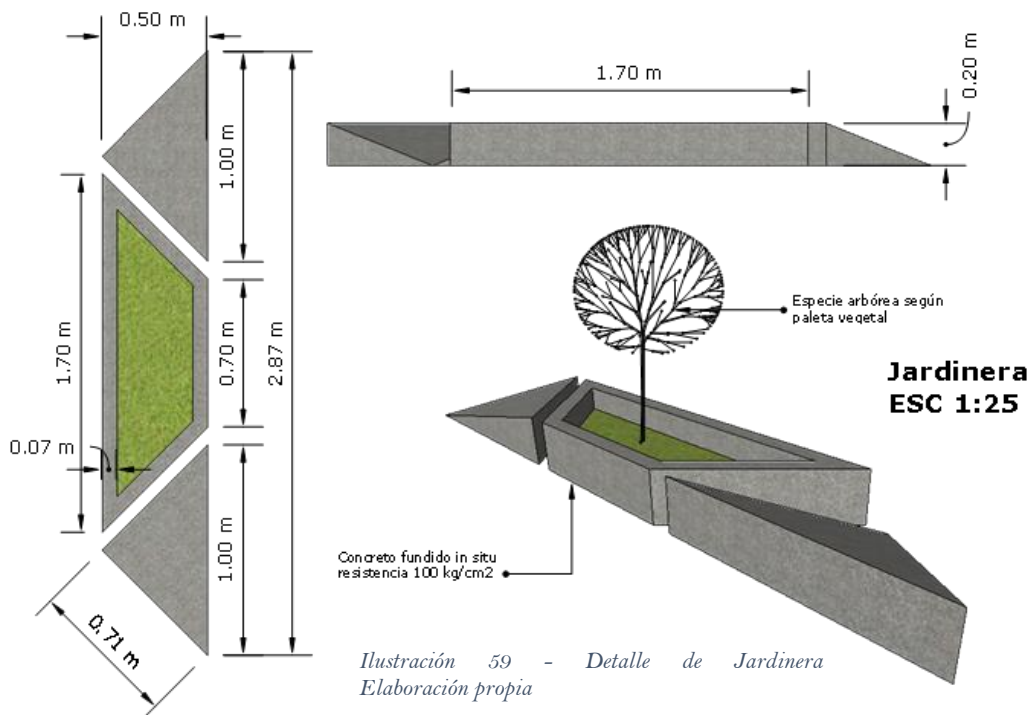 0.50 m
1.00 m
1.70 m
0.70 m
2.87 m
0.07 m
1.00 m
0.71 m
1.70 m
0.20 m
Especie arbórea según
paleta vegetal
Jardinera
ESC 1:25
Concreto fundido in situ
resistencia 100 kg/cm2
Ilustración 59 - Detalle de Jardinera
Elaboración propia